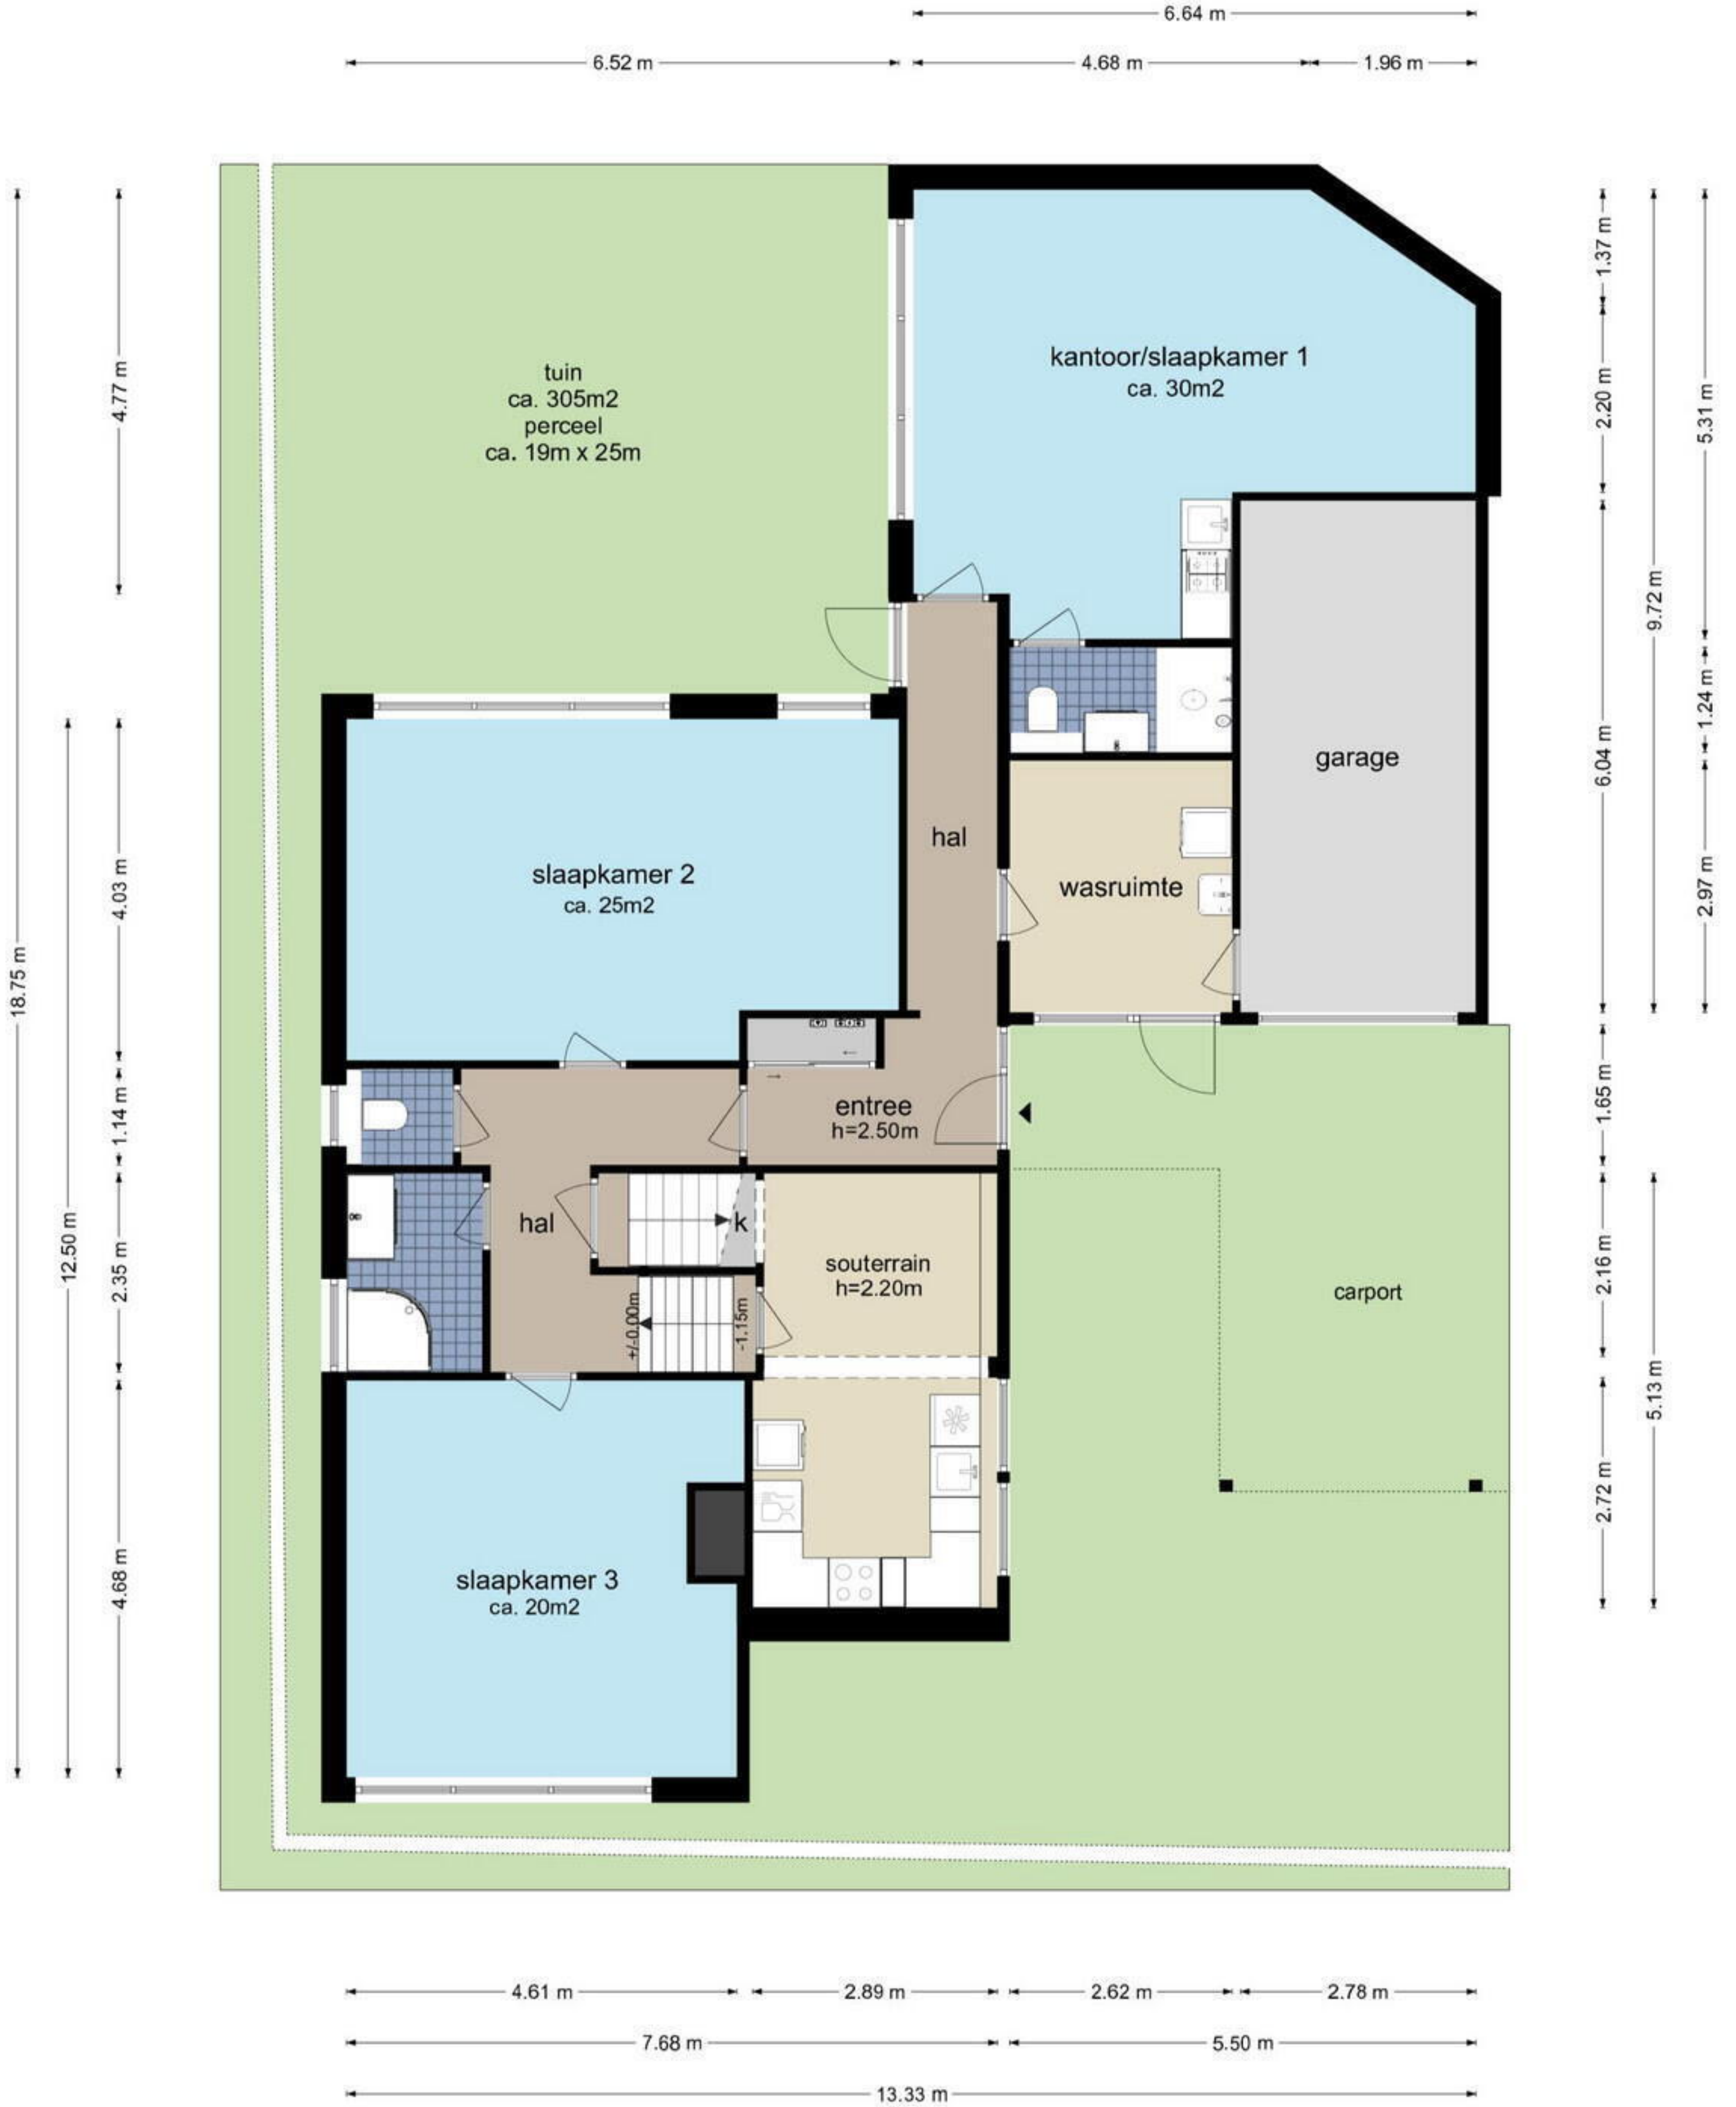 6.64 m
6.52 m
4.68 m
1.96 m
18.75 m
12.50 m
4.77 m
4.03 m
1.14 m
2.35 m
4.68 m
1.37 m
2.20 m
6.04 m
1.65 m
2.16 m
2.72 m
9.72 m
5.13 m
5.31 m
1.24 m
2.97 m
tuin
ca. 305m2
perceel
ca. 19m x 25m
kantoor/slaapkamer 1
ca. 30m2
garage
hal
slaapkamer 2
ca. 25m2
wasruimte
entree
h=2.50m
hal
k
souterrain
h=2.20m
+/-0.00m
-1.15m
carport
slaapkamer 3
ca. 20m2
4.61 m
2.89 m
2.62 m
2.78 m
7.68 m
5.50 m
13.33 m